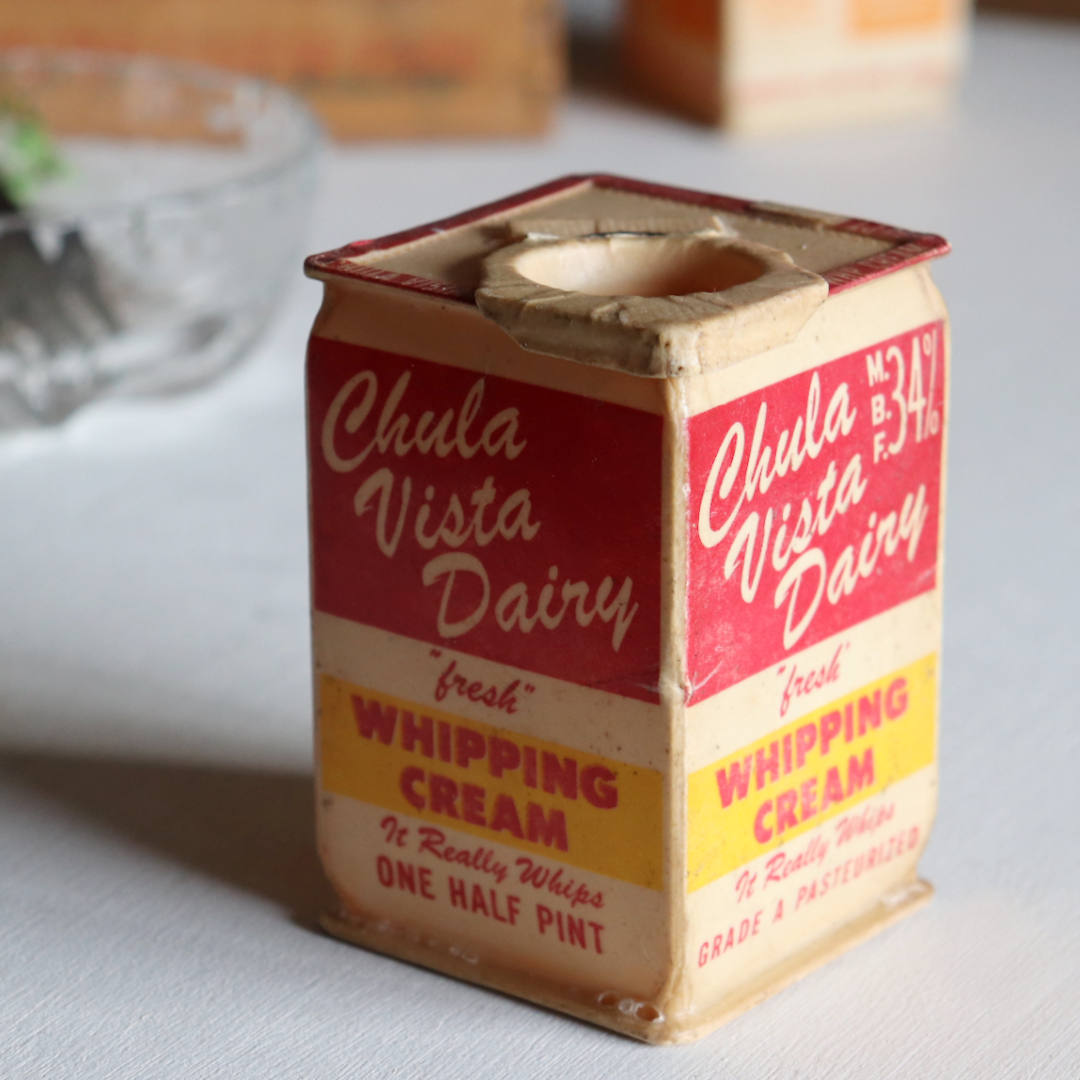 Chula
Vista
Dairy
"fresh"
WHIPPING
CREAM
It Really Whips
ONE HALF PINT
Chula
Vista
Dairy
M.
B.
F.
34%
"fresh"
WHIPPING
CREAM
It Really Whips
GRADE A PASTEURIZED